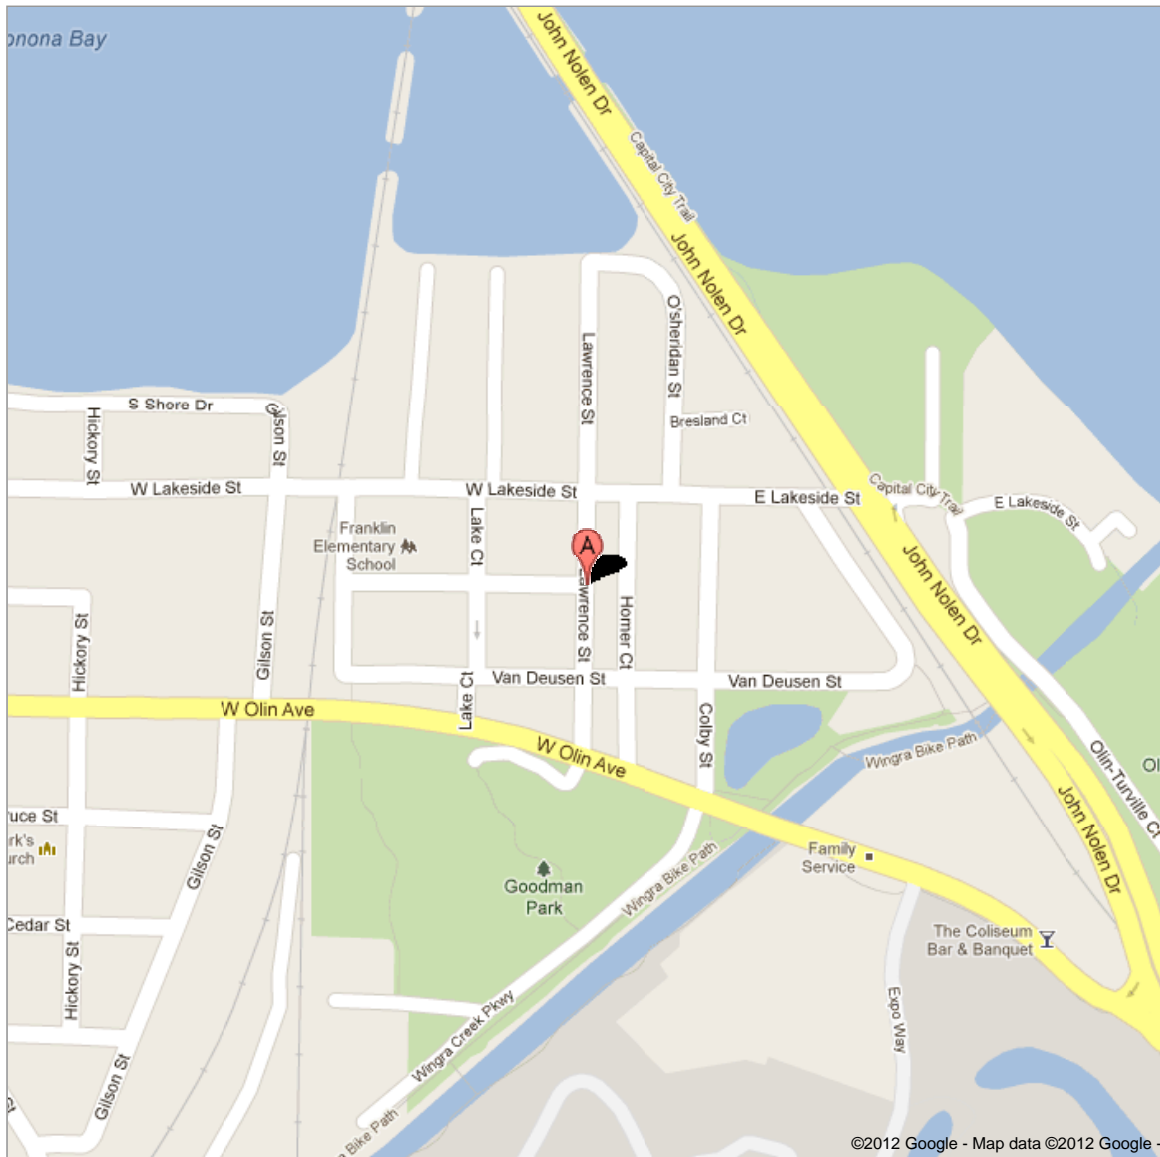 onona Bay
John Nolen Dr
Capital City Trail
John Nolen Dr
O'sheridan St
Lawrence St
Bresland Ct
S Shore Dr
Gilson St
Hickory St
W Lakeside St
W Lakeside St
E Lakeside St
Capital City Trail
E Lakeside St
Lake Ct
Franklin
Elementary
School
A
Lawrence St
Homer Ct
John Nolen Dr
Hickory St
Gilson St
Van Deusen St
Van Deusen St
Lake Ct
W Olin Ave
W Olin Ave
Colby St
Wingra Bike Path
Olin-Turville Ct
Ol
John Nolen Dr
ruce St
rk's
urch
Gilson St
Family
Service
Goodman
Park
Wingra Bike Path
Cedar St
Hickory St
The Coliseum
Bar & Banquet
Expo Way
Wingra Creek Pkwy
Gilson St
St
a Bike Path
©2012 Google - Map data ©2012 Google -